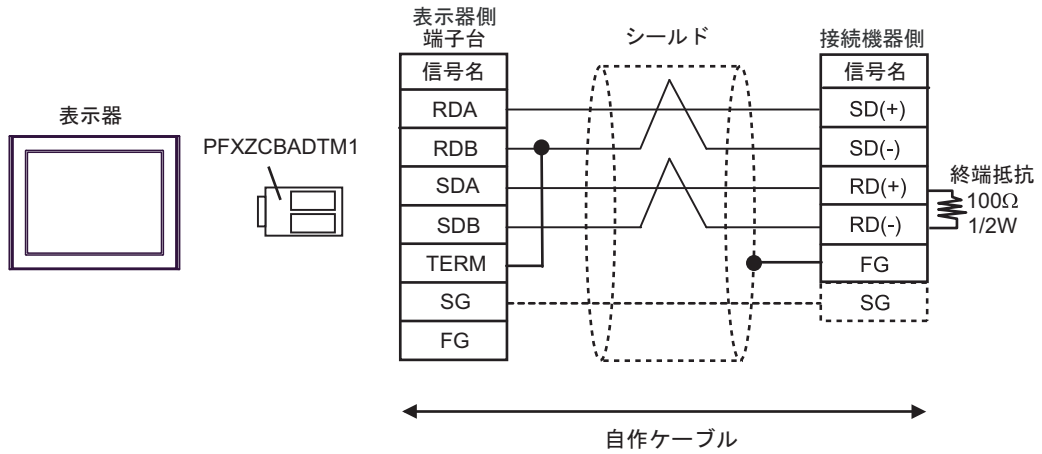 表示器
PFXZCBADTM1
表示器側
端子台
信号名
RDA
RDB
SDA
SDB
TERM
SG
FG
シールド
接続機器側
信号名
SD(+)
SD(-)
RD(+)
RD(-)
FG
SG
終端抵抗
100Ω
1/2W
自作ケーブル